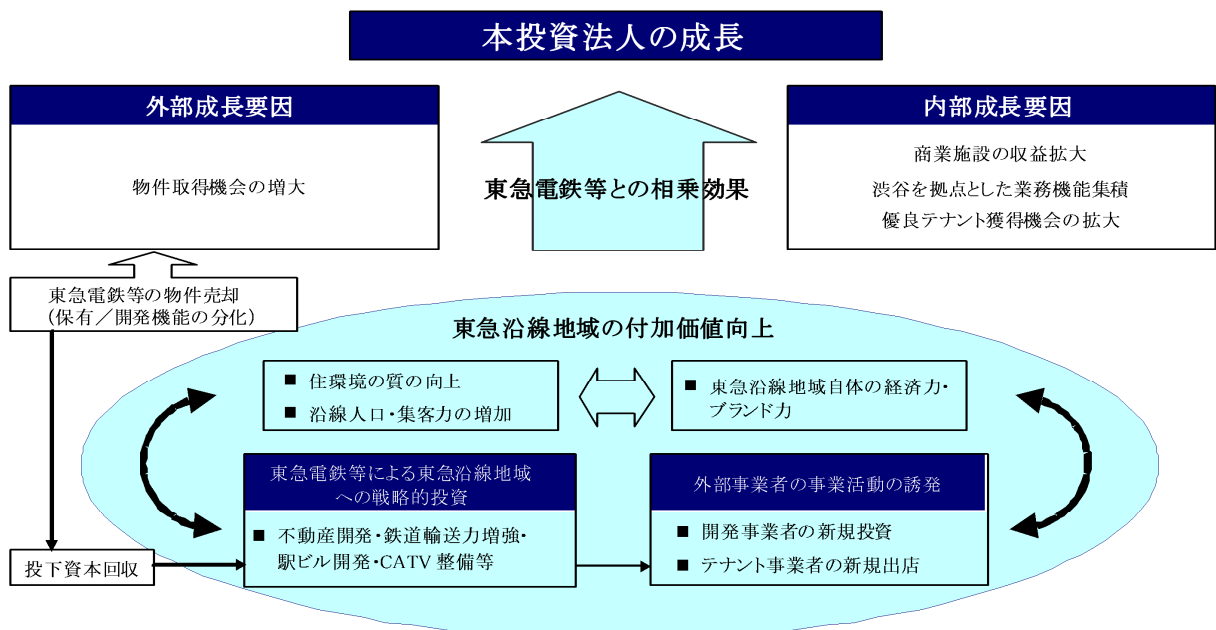 本投資法人の成長
外部成長要因
物件取得機会の増大
東急電鉄等との相乗効果
内部成長要因
商業施設の収益拡大
渋谷を拠点とした業務機能集積
優良テナント獲得機会の拡大
東急電鉄等の物件売却
(保有／開発機能の分化)
東急沿線地域の付加価値向上
■ 住環境の質の向上
■ 沿線人口・集客力の増加
■ 東急沿線地域自体の経済力・
ブランド力
東急電鉄等による東急沿線地域
への戦略的投資
■ 不動産開発・鉄道輸送力増強・
駅ビル開発・CATV 整備等
外部事業者の事業活動の誘発
■ 開発事業者の新規投資
■ テナント事業者の新規出店
投下資本回収